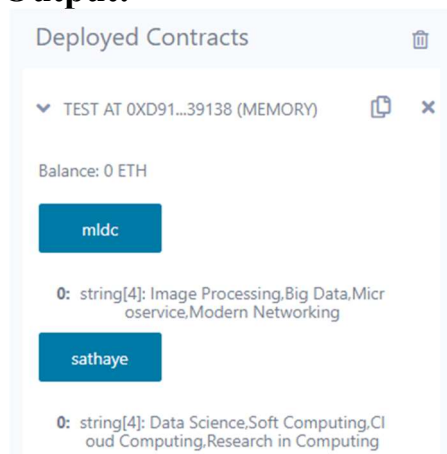 Output:
Deployed Contracts
TEST AT 0XD91...39138 (MEMORY)
Balance: 0 ETH
mldc
0: string[4]: Image Processing,Big Data,Micr
oservice,Modern Networking
sathaye
0: string[4]: Data Science,Soft Computing,Cl
oud Computing,Research in Computing